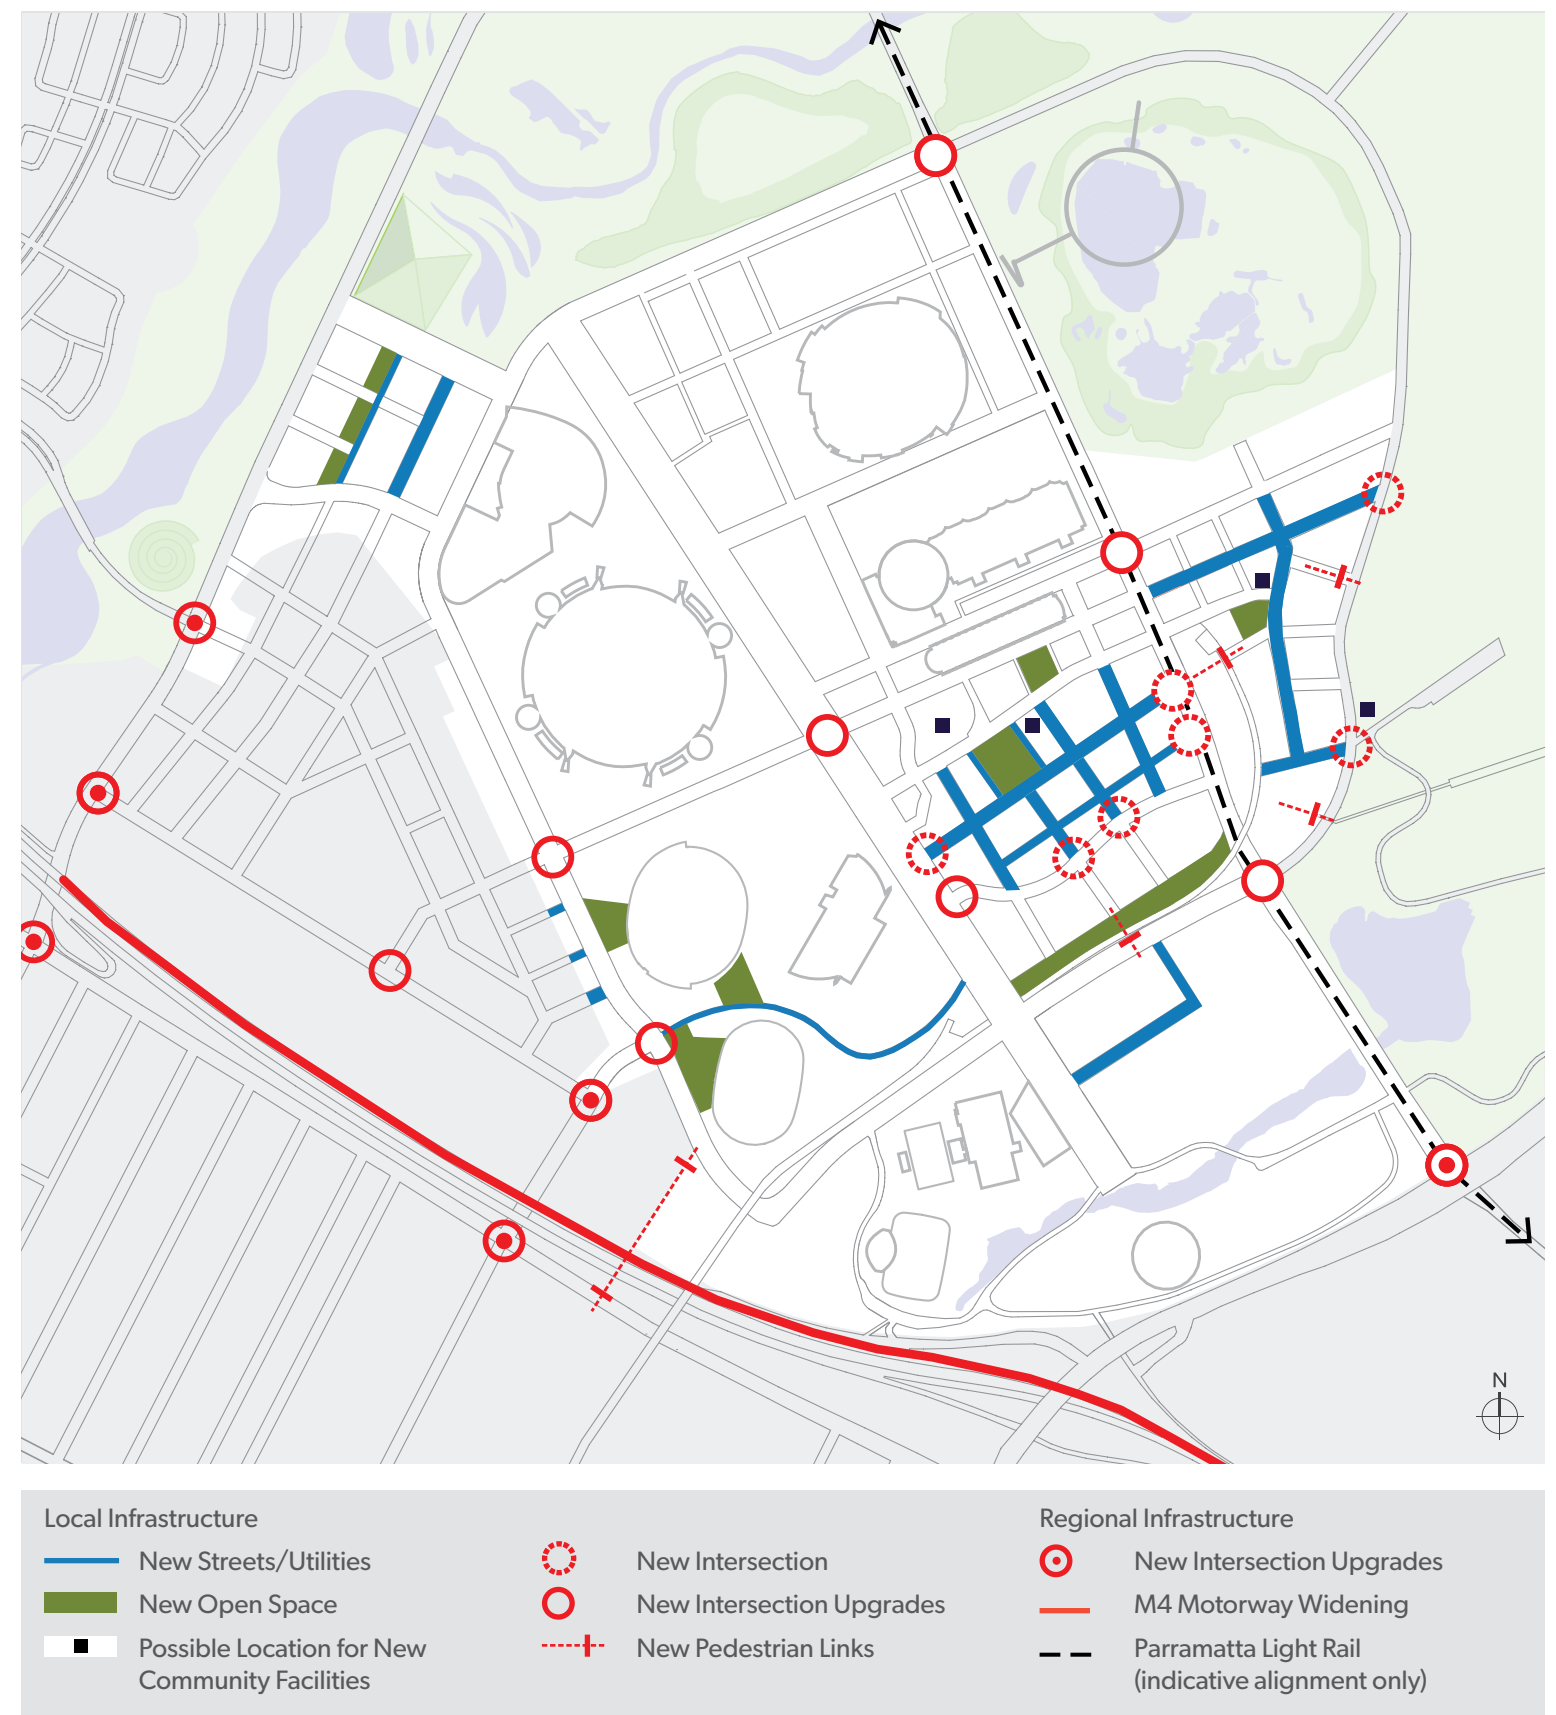 N
Local Infrastructure
New Streets/Utilities
New Open Space
Possible Location for New
Community Facilities
New Intersection
New Intersection Upgrades
New Pedestrian Links
Regional Infrastructure
New Intersection Upgrades
M4 Motorway Widening
Parramatta Light Rail
(indicative alignment only)